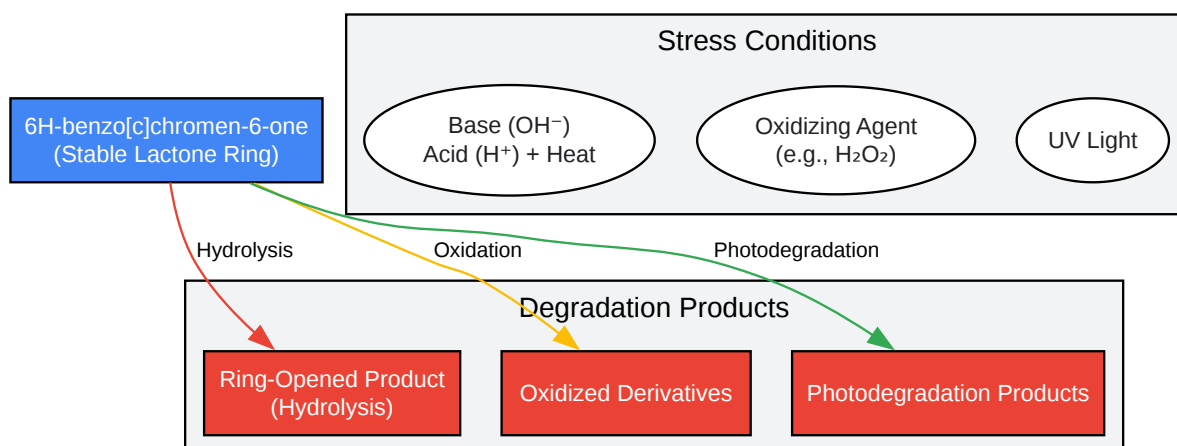 Stress Conditions
6H-benzo[c]chromen-6-one
(Stable Lactone Ring)
Base (OH⁻)
Acid (H⁺) + Heat
Oxidizing Agent
(e.g., H₂O₂)
UV Light
Hydrolysis
Oxidation
Photodegradation
Degradation Products
Ring-Opened Product
(Hydrolysis)
Oxidized Derivatives
Photodegradation Products